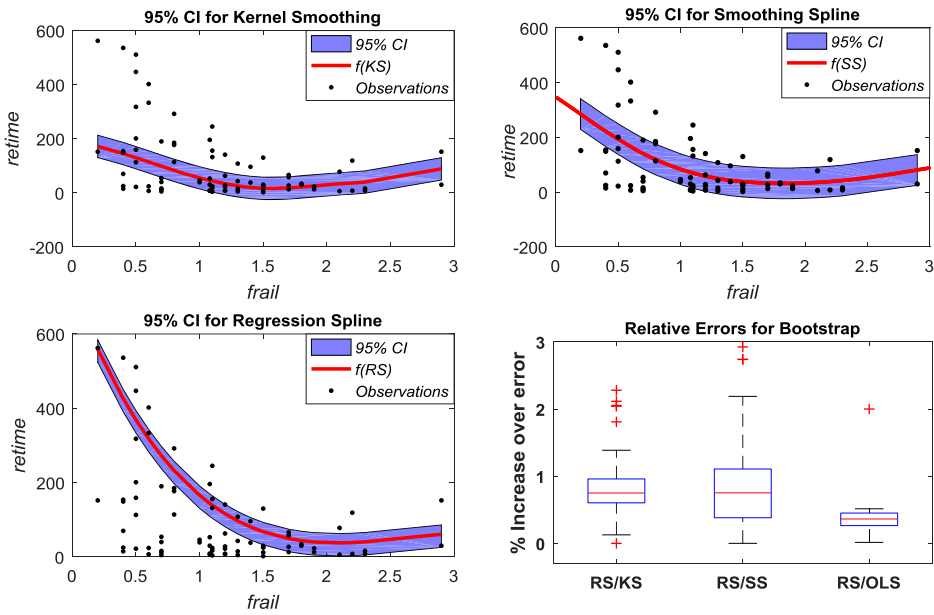 95% CI for Kernel Smoothing
600
400
200
0
-200
retime
95% CI
f(KS)
Observations
0 0.5 1 1.5 2 2.5 3
frail
95% CI for Smoothing Spline
600
400
200
0
-200
retime
95% CI
f(SS)
Observations
0 0.5 1 1.5 2 2.5 3
frail
95% CI for Regression Spline
600
400
200
0
retime
95% CI
f(RS)
Observations
0 0.5 1 1.5 2 2.5 3
frail
Relative Errors for Bootstrap
3
2
1
0
% Increase over error
RS/KS RS/SS RS/OLS